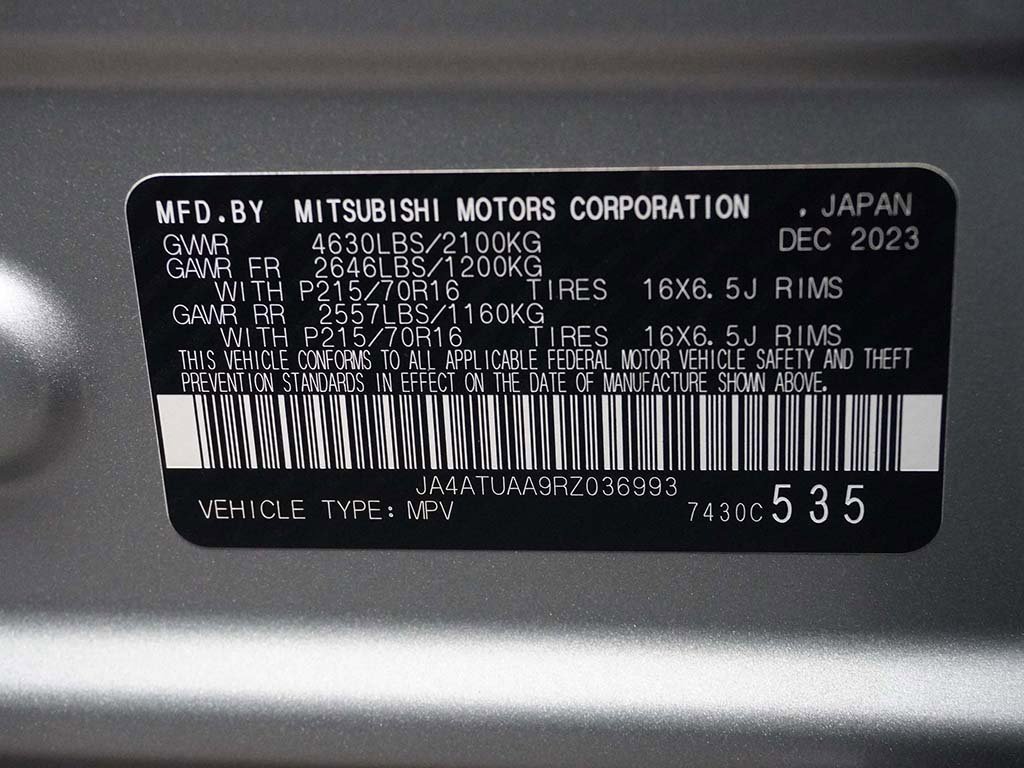 MFD.BY MITSUBISHI MOTORS CORPORATION , JAPAN
GVWR 4630LBS/2100KG DEC 2023
GAWR FR 2646LBS/1200KG
WITH P215/70R16 TIRES 16X6.5J RIMS
GAWR RR 2557LBS/1160KG
WITH P215/70R16 TIRES 16X6.5J RIMS
THIS VEHICLE CONFORMS TO ALL APPLICABLE FEDERAL MOTOR VEHICLE SAFETY AND THEFT
PREVENTION STANDARDS IN EFFECT ON THE DATE OF MANUFACTURE SHOWN ABOVE.
JA4ATUAA9RZ036993
VEHICLE TYPE: MPV 7430C 535